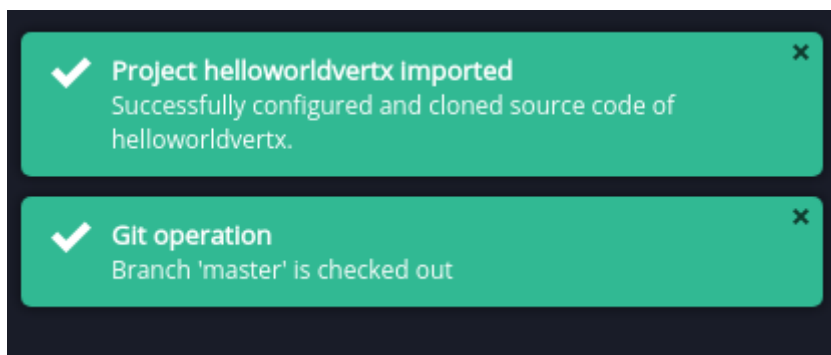 Project helloworldvertx imported
Successfully configured and cloned source code of
helloworldvertx.
Git operation
Branch 'master' is checked out